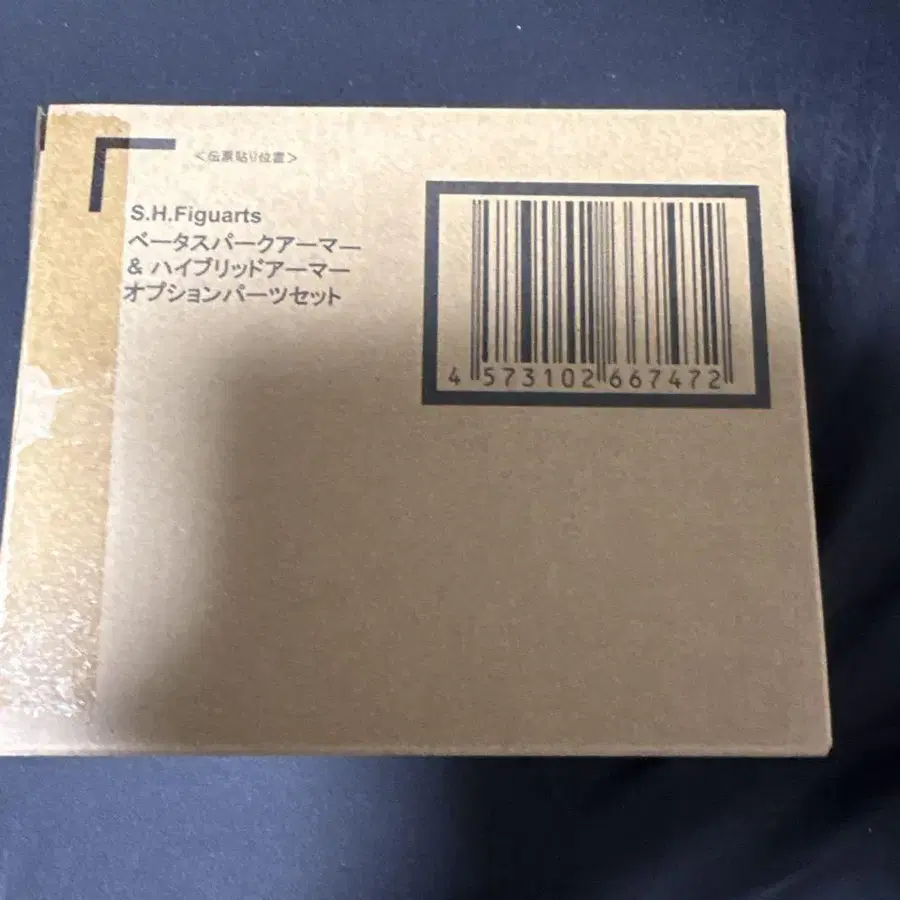 <伝票貼り位置>
S.H.Figuarts
ベータスパークアーマー
& ハイブリッドアーマー
オプションパーツセット
4 573102 667472